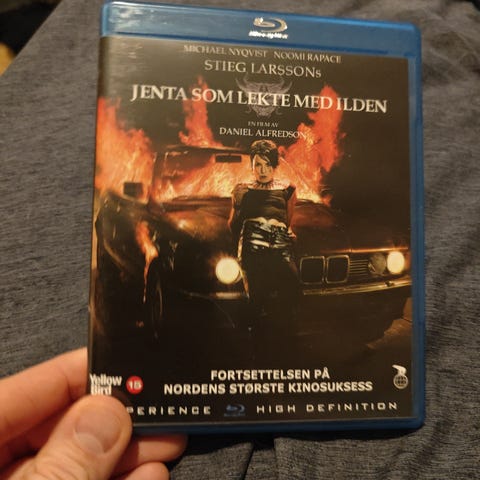 Blu-ray Disc
MICHAEL NYQVIST NOOMI RAPACE
STIEG LARSSONs
JENTA SOM LEKTE MED ILDEN
EN FILM AV
DANIEL ALFREDSON
FORTSETTELSEN PÅ
NORDENS STØRSTE KINOSUKSESS
Yellow
Bird
15
PERIENCE HIGH DEFINITION